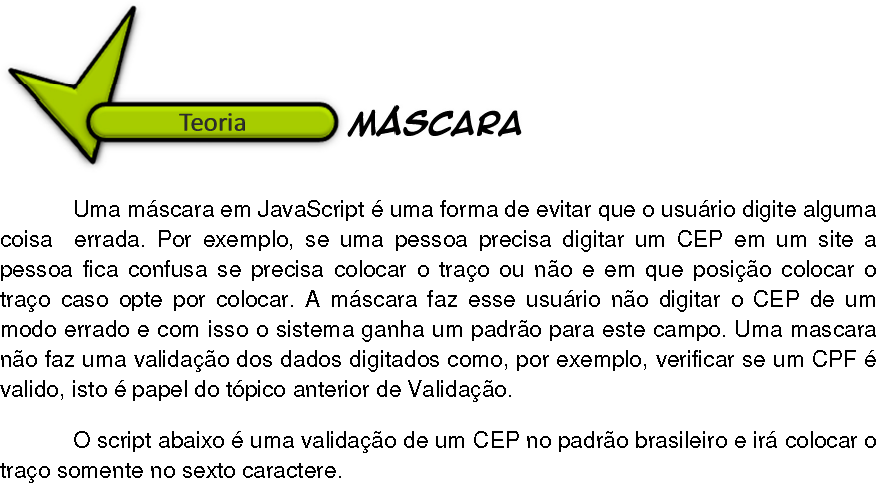 Teoria
MÁSCARA
Uma máscara em JavaScript é uma forma de evitar que o usuário digite alguma
coisa errada. Por exemplo, se uma pessoa precisa digitar um CEP em um site a
pessoa fica confusa se precisa colocar o traço ou não e em que posição colocar o
traço caso opte por colocar. A máscara faz esse usuário não digitar o CEP de um
modo errado e com isso o sistema ganha um padrão para este campo. Uma mascara
não faz uma validação dos dados digitados como, por exemplo, verificar se um CPF é
valido, isto é papel do tópico anterior de Validação.
O script abaixo é uma validação de um CEP no padrão brasileiro e irá colocar o
traço somente no sexto caractere.